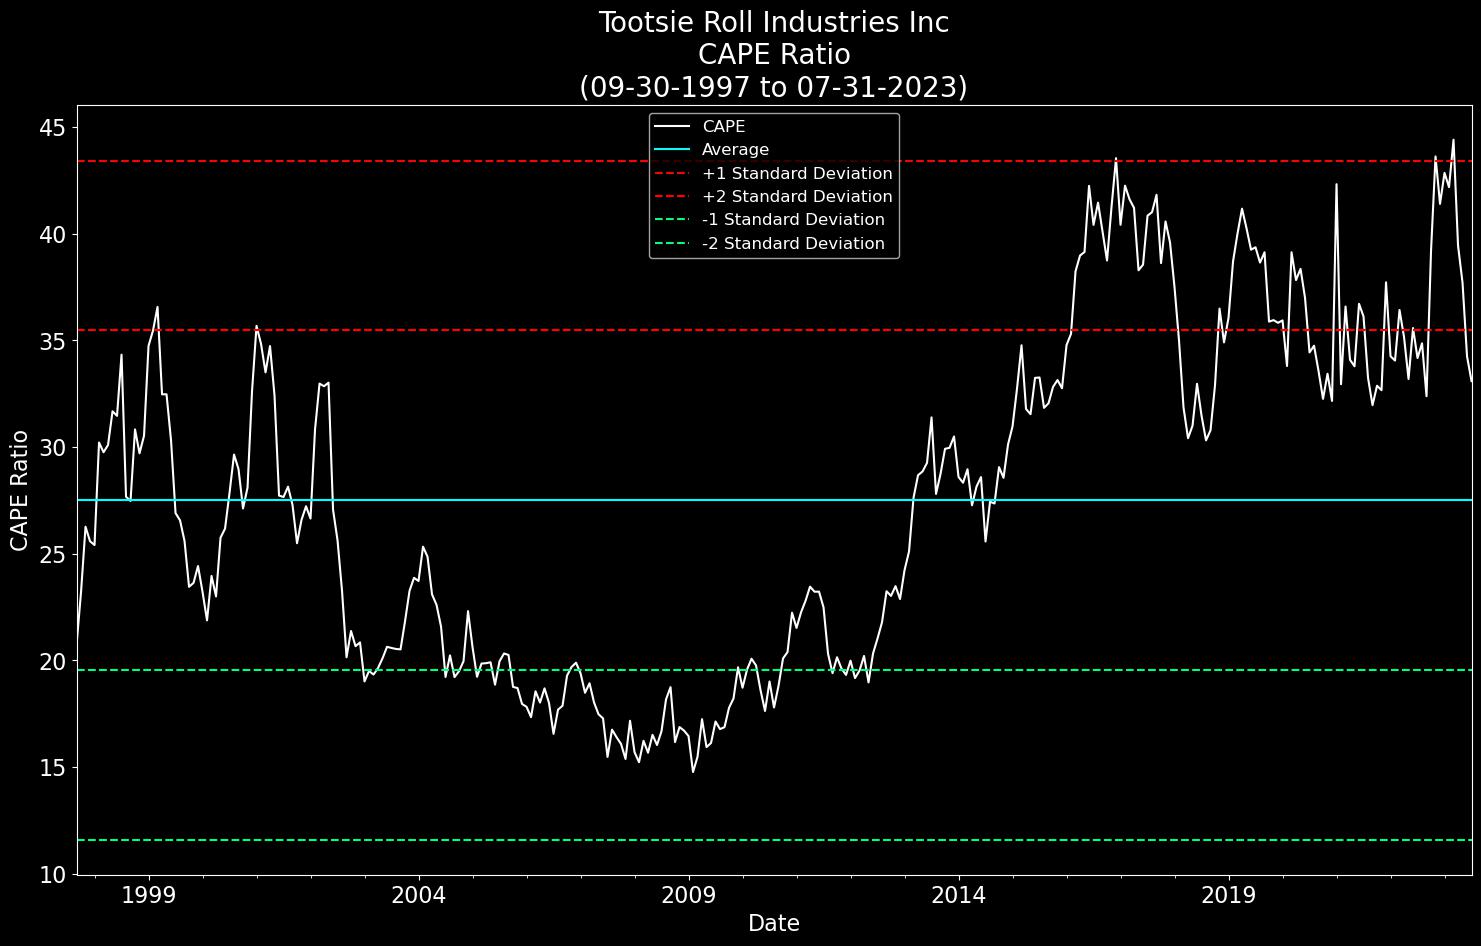 Tootsie Roll Industries Inc
CAPE Ratio
(09-30-1997 to 07-31-2023)
CAPE
Average
+1 Standard Deviation
+2 Standard Deviation
-1 Standard Deviation
-2 Standard Deviation
CAPE Ratio
45
40
35
30
25
20
15
10
1999 2004 2009 2014 2019
Date